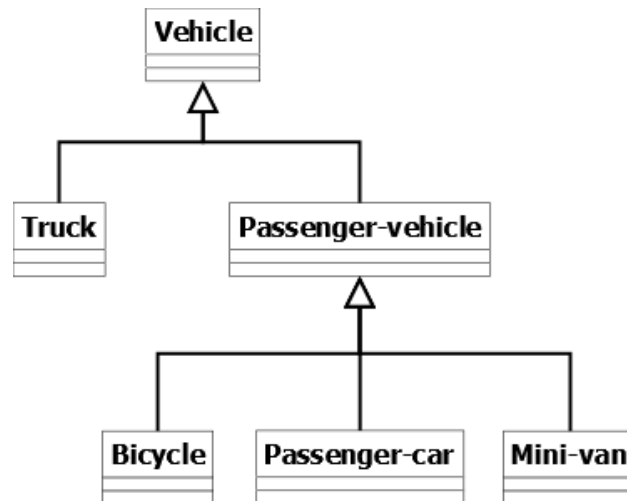 Vehicle
Truck
Passenger-vehicle
Bicycle
Passenger-car
Mini-van